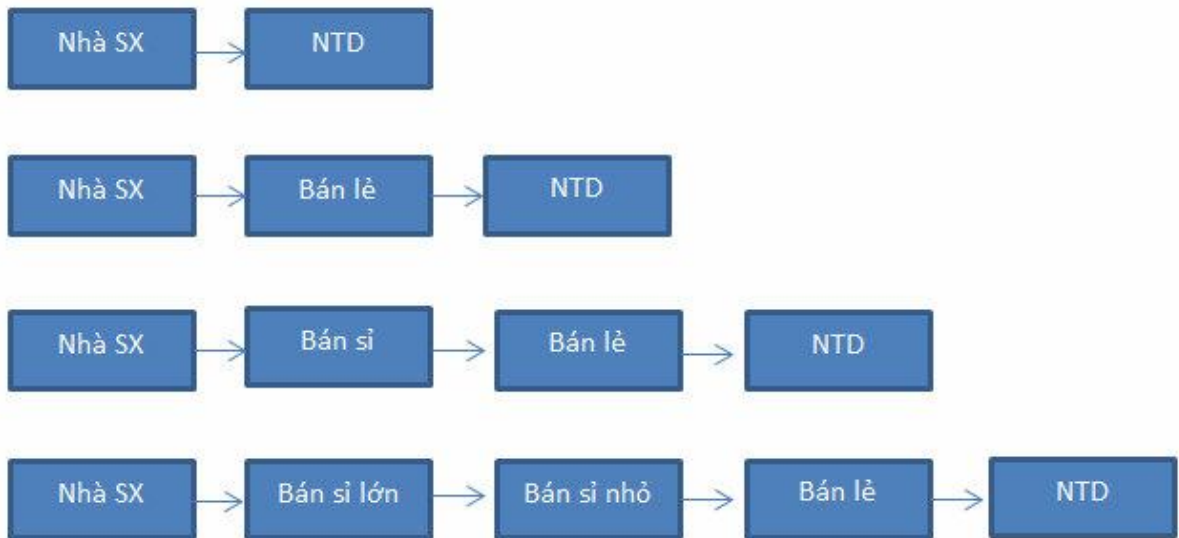 Nhà SX
NTD
Nhà SX
Bán lẻ
NTD
Nhà SX
Bán sỉ
Bán lẻ
NTD
Nhà SX
Bán sỉ lớn
Bán sỉ nhỏ
Bán lẻ
NTD